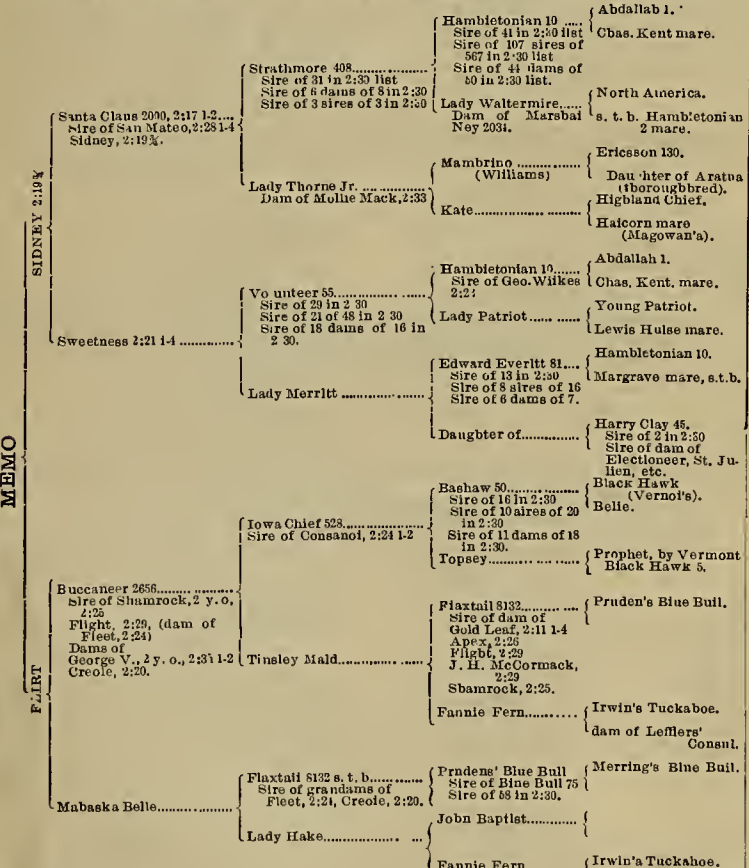 MEMO
SIDNEY 2:19¾
Santa Claus 2000, 2:17 1-2....
Sire of San Mateo, 2:28 1-4
Sidney, 2:19¾.
Strathmore 408..................
Sire of 31 in 2:30 list
Sire of 6 dams of 8 in 2:30
Sire of 3 sires of 3 in 2:30
Hambletonian 10 .....
Sire of 41 in 2:30 list
Sire of 107 sires of
567 in 2·30 list
Sire of 44 dams of
50 in 2:30 list.
Abdallah 1.
Chas. Kent mare.
Lady Waltermire.....
Dam of Marshal
Ney 2034.
North America.
s. t. b. Hambletonian
2 mare.
Lady Thorne Jr. ..................
Dam of Mollie Mack, 2:33
Mambrino ................
(Williams)
Ericsson 130.
Dau hter of Aratus
(thoroughbred).
Kate.........................
Highland Chief.
Halcorn mare
(Magowan's).
Sweetness 2:21 1-4 ..............
Vo unteer 55......................
Sire of 29 in 2 30
Sire of 21 of 48 in 2 30
Sire of 18 dams of 16 in
2 30.
Hambletonian 10.......
Sire of Geo. Wilkes
Abdallah 1.
Chas. Kent. mare.
Lady Patriot...... ......
Young Patriot.
Lewis Hulse mare.
Lady Merritt ......................
Edward Everitt 81....
Sire of 13 in 2:30
Sire of 8 sires of 16
Sire of 6 dams of 7.
Hambletonian 10.
Margrave mare, s.t.b.
Daughter of...............
Harry Clay 45.
Sire of 2 in 2:30
Sire of dam of
Electioneer, St. Ju-
lien, etc.
FLIRT
Buccaneer 2656..................
Sire of Shamrock, 2 y. o,
2:25
Flight, 2:29, (dam of
Fleet, 2:24)
Dams of
George V., 2 y. o., 2:35 1-2
Creole, 2:20.
Iowa Chief 528..................
Sire of Consanoi, 2:24 1-2
Bashaw 50..................
Sire of 16 in 2:30
Sire of 10 sires of 20
in 2:30
Sire of 11 dams of 18
in 2:30.
Black Hawk
(Vernol's).
Belle.
Topsey......................
Prophet, by Vermont
Black Hawk 5.
Tinsley Maid......................
Flaxtail 8132...............
Sire of dam of
Gold Leaf, 2:11 1-4
Apex, 2:26
Flight, 2:29
J. H. McCormack,
2:29
Shamrock, 2:25.
Pruden's Blue Bull.
Fannie Fern...........
Irwin's Tuckahoe.
dam of Lefflers'
Consul.
Mahaska Belle..................
Flaxtail 8132 s. t. b............
Sire of grandams of
Fleet, 2:24, Creole, 2:20.
Prudens' Blue Bull
Sire of Blue Bull 75
Sire of 58 in 2:30.
Merring's Blue Bull.
Lady Hake..................
John Baptist............
Fannie Fern
Irwin's Tuckahoe.